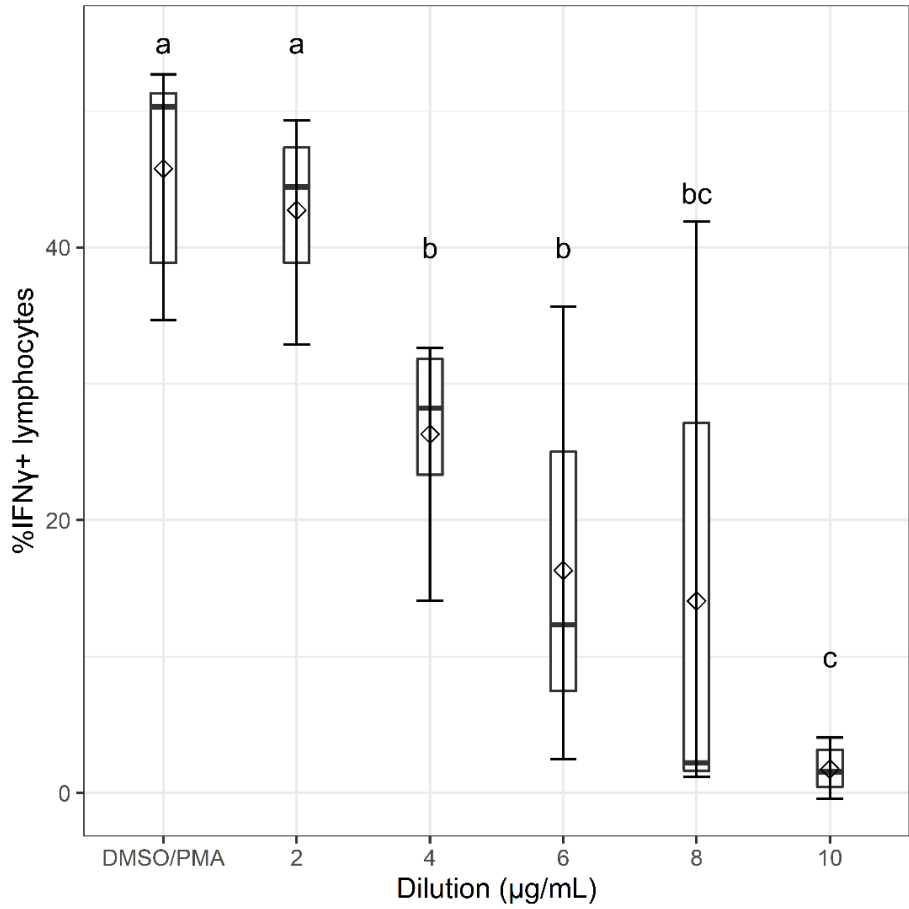 a
a
bc
b
b
c
40
20
0
%IFNγ+ lymphocytes
DMSO/PMA
2
4
6
8
10
Dilution (µg/mL)